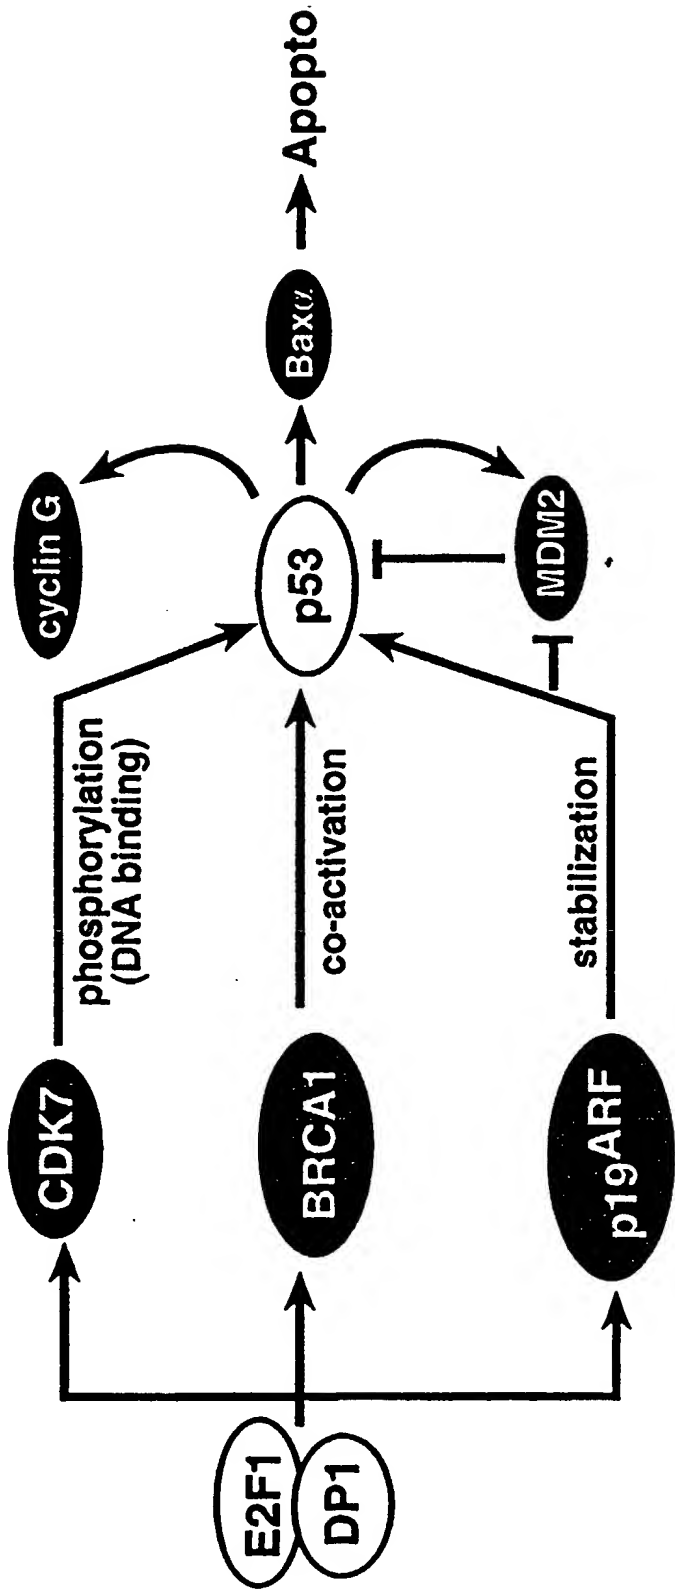 E2F1
DP1
CDK7
BRCA1
p19ARF
phosphorylation
(DNA binding)
co-activation
stabilization
cyclin G
p53
MDM2
Baxα
Apopto